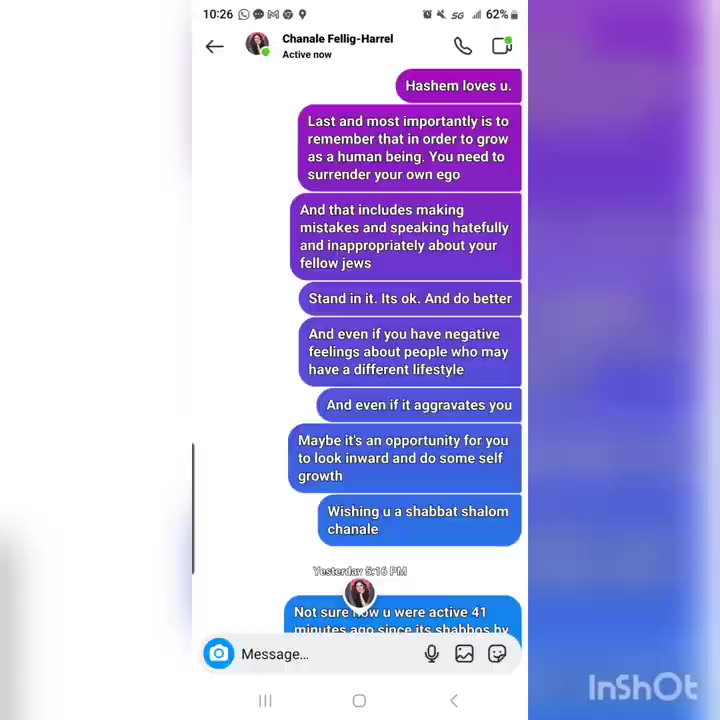 10:26 5G 62%
Chanale Fellig-Harrel
Active now
Hashem loves u.
Last and most importantly is to
remember that in order to grow
as a human being. You need to
surrender your own ego
And that includes making
mistakes and speaking hatefully
and inappropriately about your
fellow jews
Stand in it. Its ok. And do better
And even if you have negative
feelings about people who may
have a different lifestyle
And even if it aggravates you
Maybe it's an opportunity for you
to look inward and do some self
growth
Wishing u a shabbat shalom
chanale
Yesterday 5:16 PM
Not sure how u were active 41
minutes ago since its shabbos by
Message...
InShOt